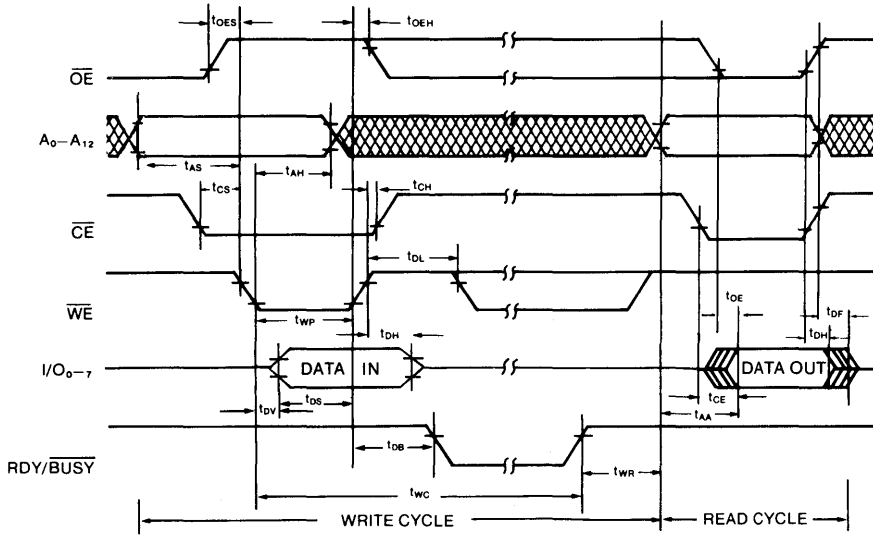 tOES
tOEH
OE
A0–A12
tAS
tAH
tCS
tCH
CE
tDL
WE
tWP
tOE
tDF
tDH
tDH
I/O0–7
DATA IN
DATA OUT
tDV
tDS
tCE
tAA
tDB
RDY/BUSY
tWR
tWC
WRITE CYCLE
READ CYCLE